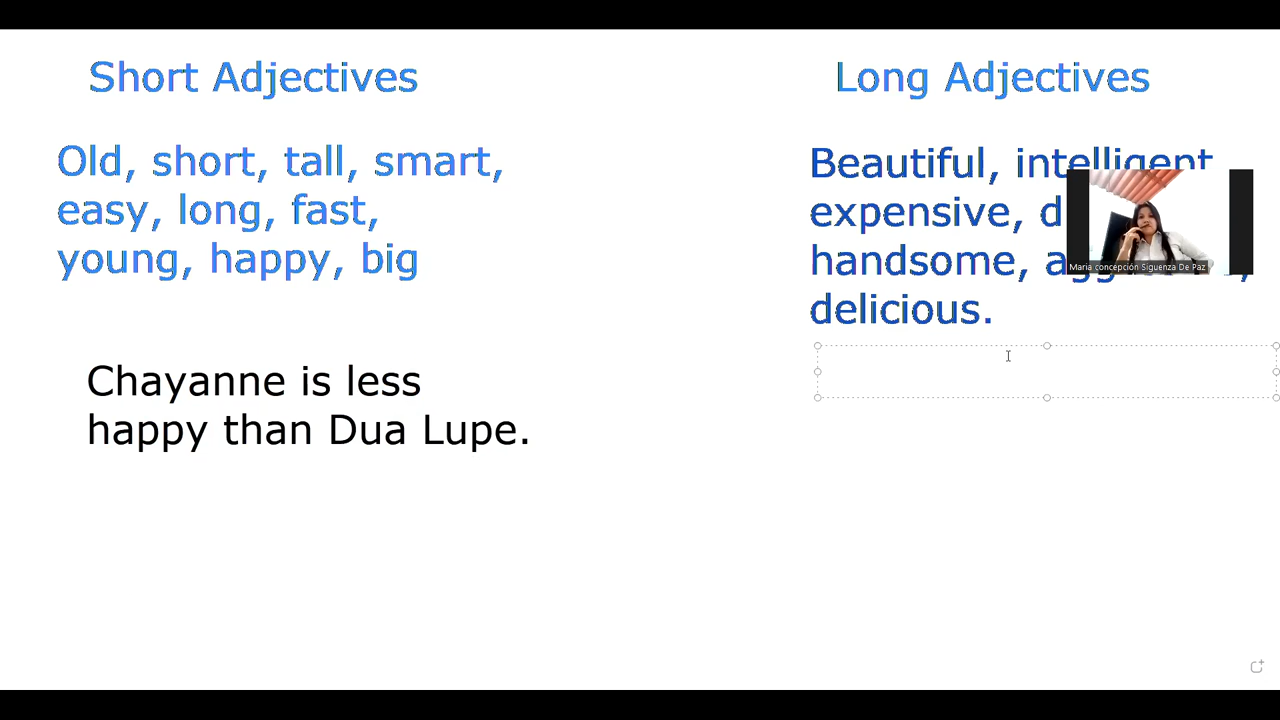 Short Adjectives
Old, short, tall, smart,
easy, long, fast,
young, happy, big
Chayanne is less
happy than Dua Lupe.
Long Adjectives
Beautiful, intelligent
expensive,
handsome,
delicious.
Maria concepción Siguenza De Paz